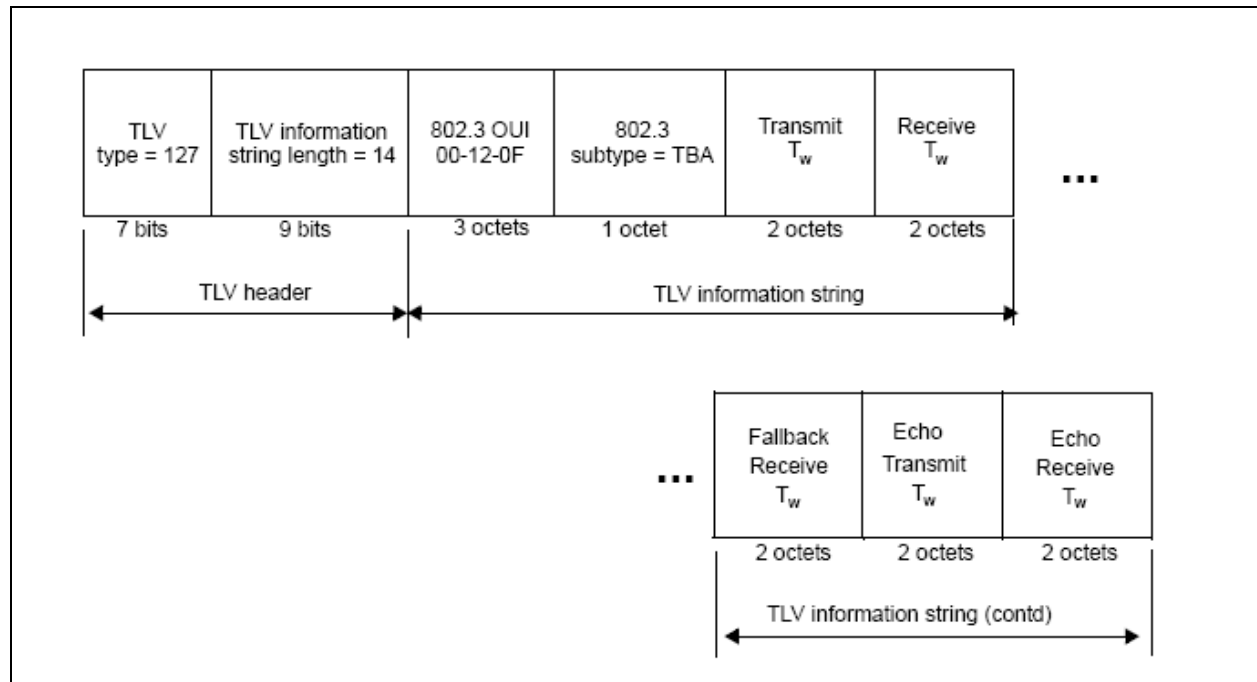 TLV
type = 127
TLV information
string length = 14
802.3 OUI
00-12-0F
802.3
subtype = TBA
Transmit
Tw
Receive
Tw
...
7 bits
9 bits
3 octets
1 octet
2 octets
2 octets
TLV header
TLV information string
...
Fallback
Receive
Tw
Echo
Transmit
Tw
Echo
Receive
Tw
2 octets
2 octets
2 octets
TLV information string (contd)